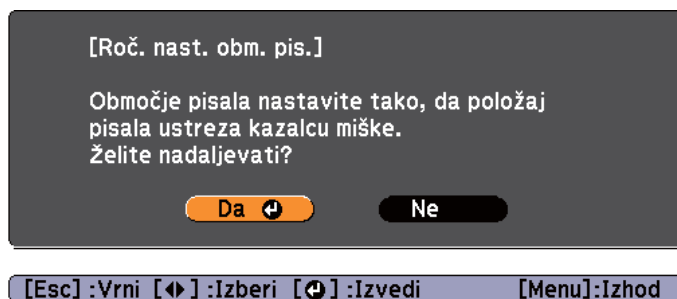 [Roč. nast. obm. pis.]
Območje pisala nastavite tako, da položaj
pisala ustreza kazalcu miške.
Želite nadaljevati?
Da Ne
[Esc] :Vrni [◆] :Izberi [↵] :Izvedi [Menu]:Izhod